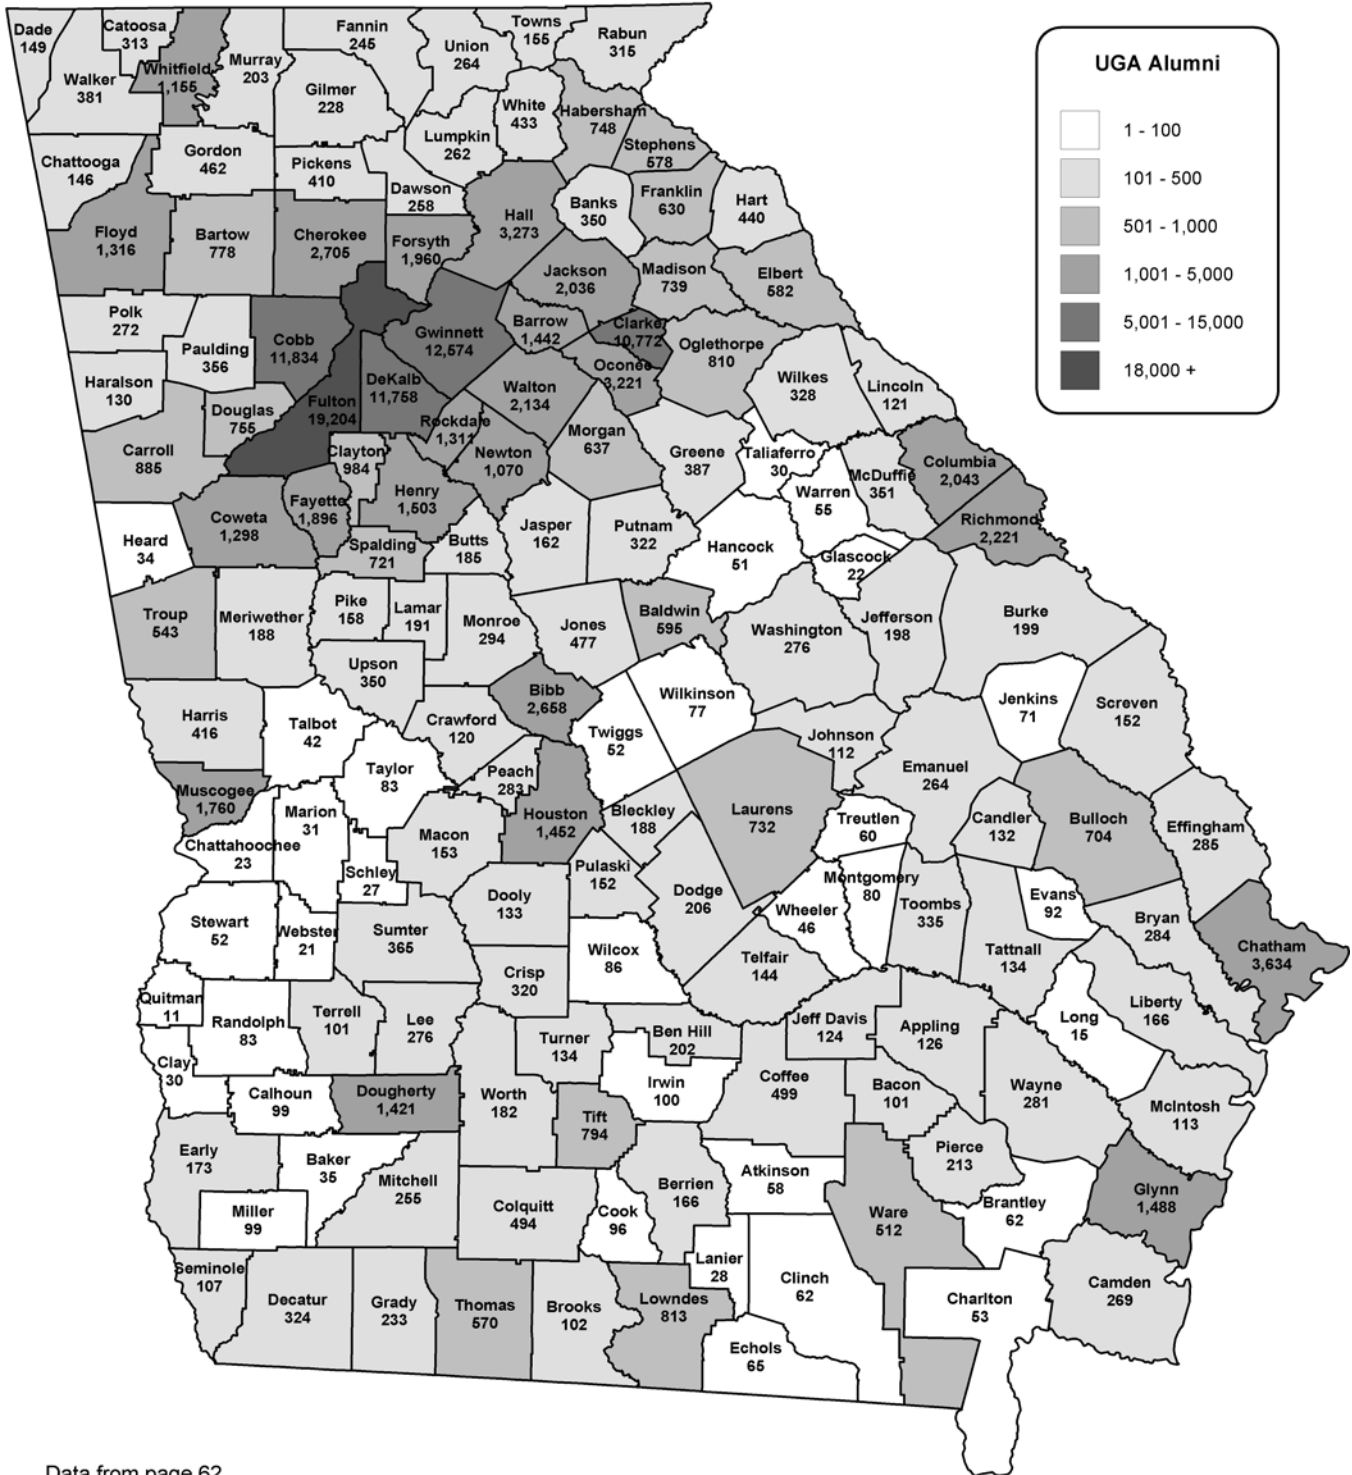 UGA Alumni
1 - 100
101 - 500
501 - 1,000
1,001 - 5,000
5,001 - 15,000
18,000 +
Dade
149
Catoosa
313
Walker
381
Whitfield
1,155
Murray
203
Fannin
245
Gilmer
228
Union
264
Towns
155
Rabun
315
White
433
Habersham
748
Stephens
578
Lumpkin
262
Chattooga
146
Gordon
462
Pickens
410
Dawson
258
Hall
3,273
Banks
350
Franklin
630
Hart
440
Floyd
1,316
Bartow
778
Cherokee
2,705
Forsyth
1,960
Jackson
2,036
Madison
739
Elbert
582
Polk
272
Paulding
356
Cobb
11,834
Gwinnett
12,574
Barrow
1,442
Clarke
10,772
Oglethorpe
810
Oconee
3,221
Haralson
130
Douglas
755
Fulton
19,204
DeKalb
11,758
Walton
2,134
Wilkes
328
Lincoln
121
Rockdale
1,311
Carroll
885
Clayton
984
Newton
1,070
Morgan
637
Greene
387
Taliaferro
30
McDuffie
351
Columbia
2,043
Henry
1,503
Fayette
1,896
Warren
55
Coweta
1,298
Heard
34
Spalding
721
Butts
185
Jasper
162
Putnam
322
Hancock
51
Glascock
22
Richmond
2,221
Troup
543
Meriwether
188
Pike
158
Lamar
191
Monroe
294
Jones
477
Baldwin
595
Washington
276
Jefferson
198
Burke
199
Upson
350
Bibb
2,658
Wilkinson
77
Jenkins
71
Screven
152
Harris
416
Talbot
42
Crawford
120
Twiggs
52
Johnson
112
Emanuel
264
Taylor
83
Peach
283
Muscogee
1,760
Marion
31
Chattahoochee
23
Macon
153
Houston
1,452
Bleckley
188
Laurens
732
Treutlen
60
Candler
132
Bulloch
704
Effingham
285
Schley
27
Pulaski
152
Dodge
206
Montgomery
80
Wheeler
46
Toombs
335
Evans
92
Stewart
52
Webster
21
Sumter
365
Dooly
133
Wilcox
86
Telfair
144
Tattnall
134
Bryan
284
Chatham
3,634
Quitman
11
Randolph
83
Terrell
101
Lee
276
Crisp
320
Turner
134
Ben Hill
202
Jeff Davis
124
Appling
126
Long
15
Liberty
166
Clay
30
Calhoun
99
Dougherty
1,421
Worth
182
Irwin
100
Coffee
499
Bacon
101
Wayne
281
McIntosh
113
Tift
794
Early
173
Baker
35
Mitchell
255
Pierce
213
Miller
99
Colquitt
494
Cook
96
Berrien
166
Atkinson
58
Ware
512
Brantley
62
Glynn
1,488
Lanier
28
Seminole
107
Decatur
324
Grady
233
Thomas
570
Brooks
102
Lowndes
813
Clinch
62
Charlton
53
Camden
269
Echols
65
Data from page 62